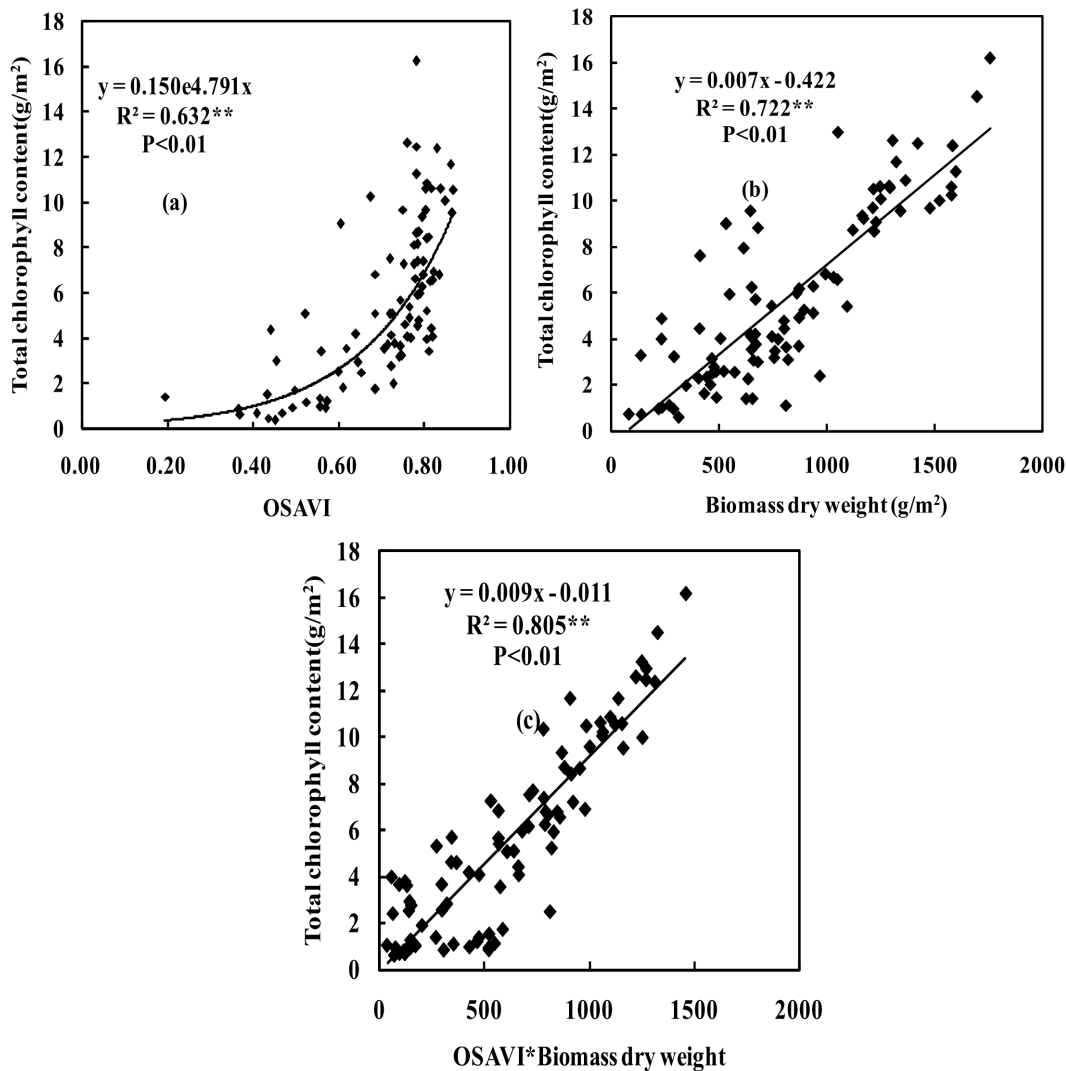 Total chlorophyll content(g/m²)
18
16
14
12
10
8
6
4
2
0
y = 0.150e4.791x
R² = 0.632**
P<0.01
(a)
0.00 0.20 0.40 0.60 0.80 1.00
OSAVI
Total chlorophyll content(g/m²)
18
16
14
12
10
8
6
4
2
0
y = 0.007x - 0.422
R² = 0.722**
P<0.01
(b)
0 500 1000 1500 2000
Biomass dry weight (g/m²)
Total chlorophyll content(g/m²)
18
16
14
12
10
8
6
4
2
0
y = 0.009x - 0.011
R² = 0.805**
P<0.01
(c)
0 500 1000 1500 2000
OSAVI*Biomass dry weight